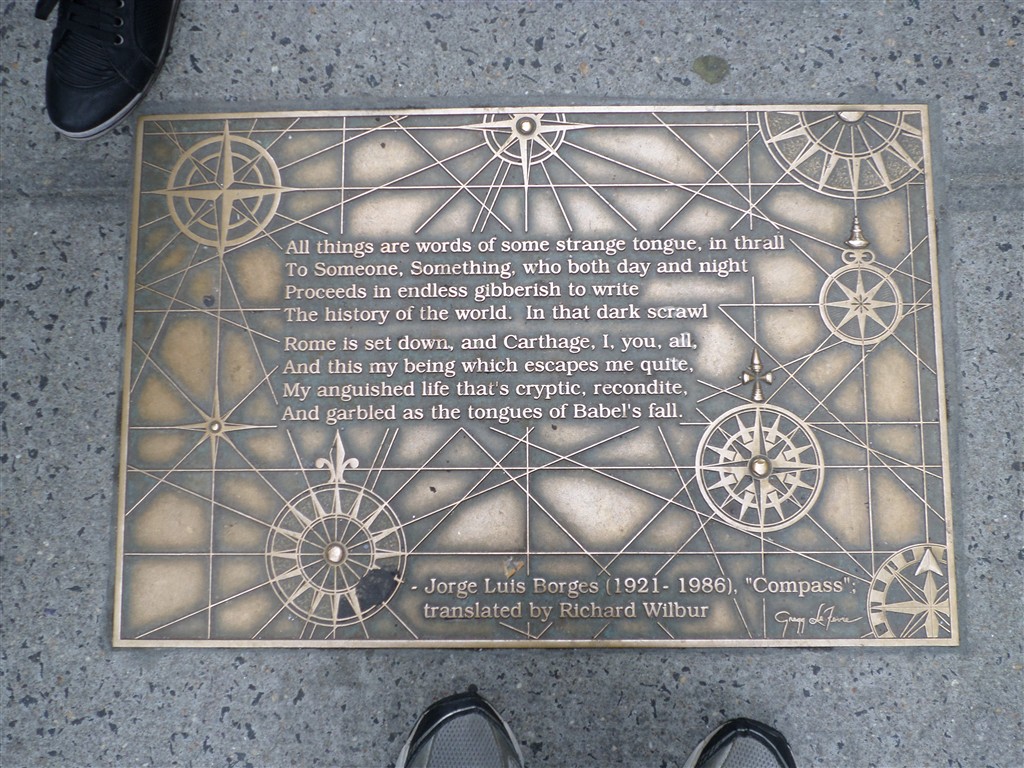 All things are words of some strange tongue, in thrall
To Someone, Something, who both day and night
Proceeds in endless gibberish to write
The history of the world. In that dark scrawl
Rome is set down, and Carthage, I, you, all,
And this my being which escapes me quite,
My anguished life that's cryptic, recondite,
And garbled as the tongues of Babel's fall.
- Jorge Luis Borges (1921- 1986), "Compass";
translated by Richard Wilbur
Gregg LeFevre